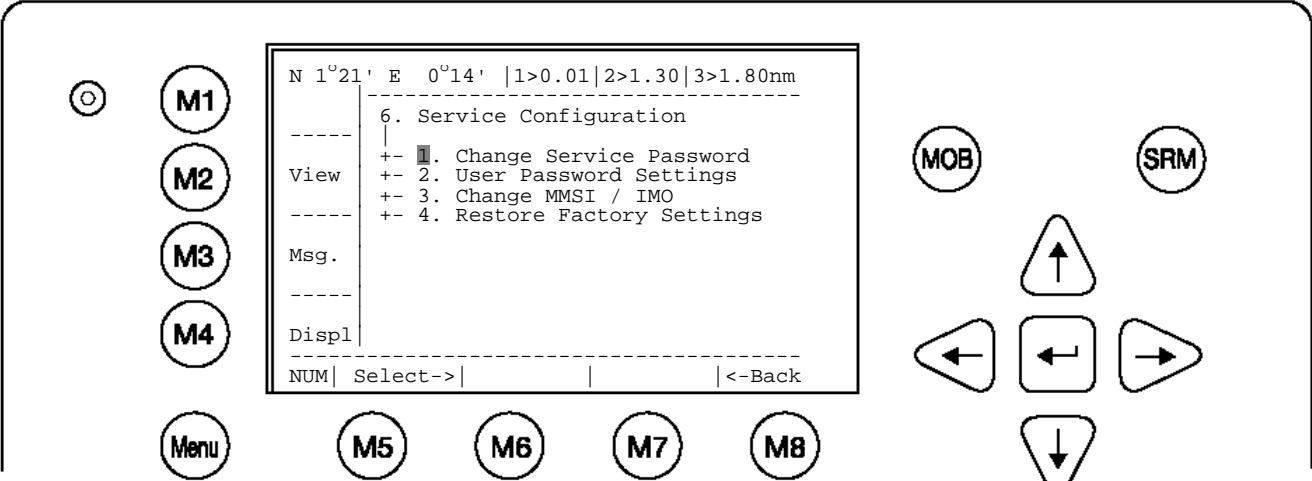 N 1°21' E 0°14' |1>0.01|2>1.30|3>1.80nm
M1
6. Service Configuration
+- 1. Change Service Password
MOB
SRM
M2
View
+- 2. User Password Settings
+- 3. Change MMSI / IMO
+- 4. Restore Factory Settings
M3
Msg.
M4
Displ
NUM| Select->| | |<-Back
Menu
M5
M6
M7
M8